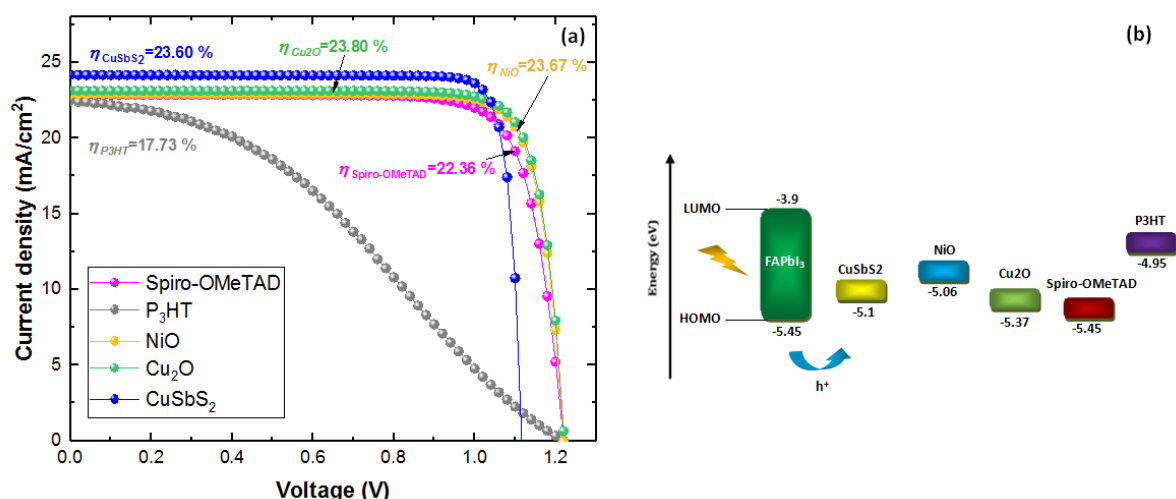 (a)
η CuSbS2=23.60 %
η Cu2O=23.80 %
η NiO=23.67 %
η P3HT=17.73 %
η Spiro-OMeTAD=22.36 %
Spiro-OMeTAD
P₃HT
NiO
Cu₂O
CuSbS₂
25
20
15
10
5
0
Current density (mA/cm²)
0.0 0.2 0.4 0.6 0.8 1.0 1.2
Voltage (V)
(b)
Energy (eV)
LUMO
HOMO
-3.9
FAPbI₃
-5.45
h⁺
CuSbS2
-5.1
NiO
-5.06
Cu2O
-5.37
Spiro-OMeTAD
-5.45
P3HT
-4.95